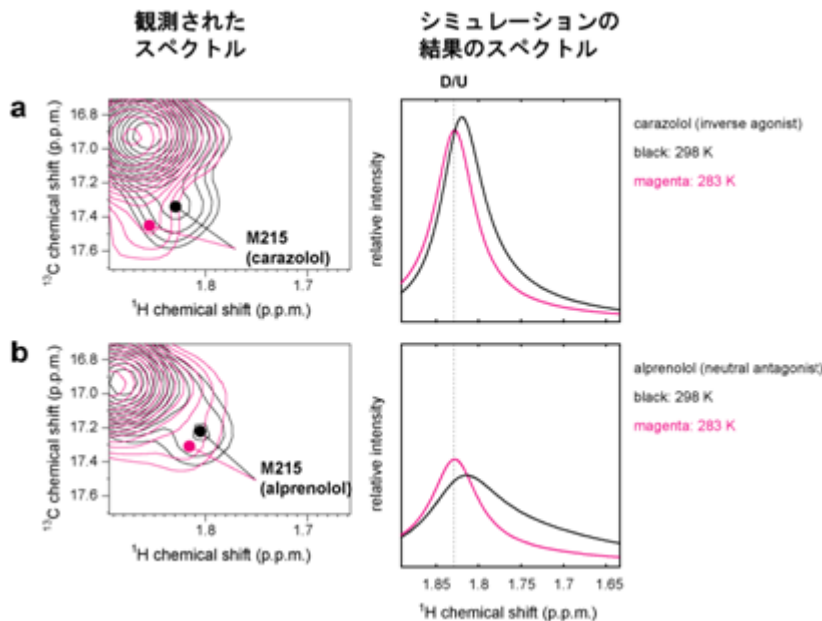 観測された
スペクトル
シミュレーションの
結果のスペクトル
D/U
a
16.8
17.0
17.2
17.4
17.6
¹³C chemical shift (p.p.m.)
M215
(carazolol)
1.8
1.7
¹H chemical shift (p.p.m.)
relative intensity
carazolol (inverse agonist)
black: 298 K
magenta: 283 K
b
16.8
17.0
17.2
17.4
17.6
¹³C chemical shift (p.p.m.)
M215
(alprenolol)
1.8
1.7
¹H chemical shift (p.p.m.)
relative intensity
alprenolol (neutral antagonist)
black: 298 K
magenta: 283 K
1.85
1.8
1.75
1.7
1.65
¹H chemical shift (p.p.m.)